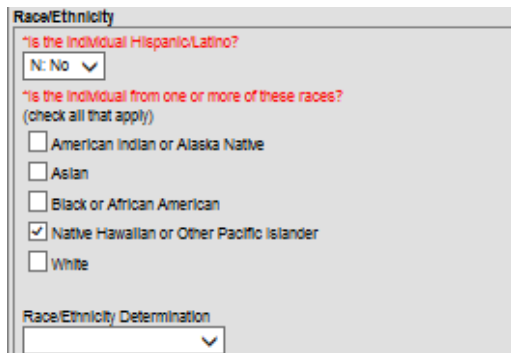 Race/Ethnicity
*Is the Individual Hispanic/Latino?
N: No
*Is the Individual from one or more of these races?
(check all that apply)
American Indian or Alaska Native
Asian
Black or African American
Native Hawaiian or Other Pacific Islander
White
Race/Ethnicity Determination